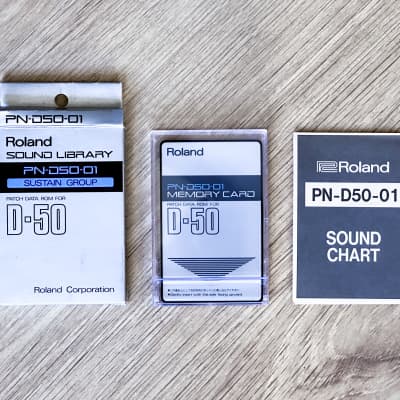 PN-D50-01
Roland
SOUND LIBRARY
PN-D50-01
SUSTAIN GROUP
PATCH DATA ROM FOR
D-50
Roland Corporation
Roland
PN-D50-01
MEMORY CARD
PATCH DATA ROM FOR
D-50
Roland
PN-D50-01
SOUND
CHART